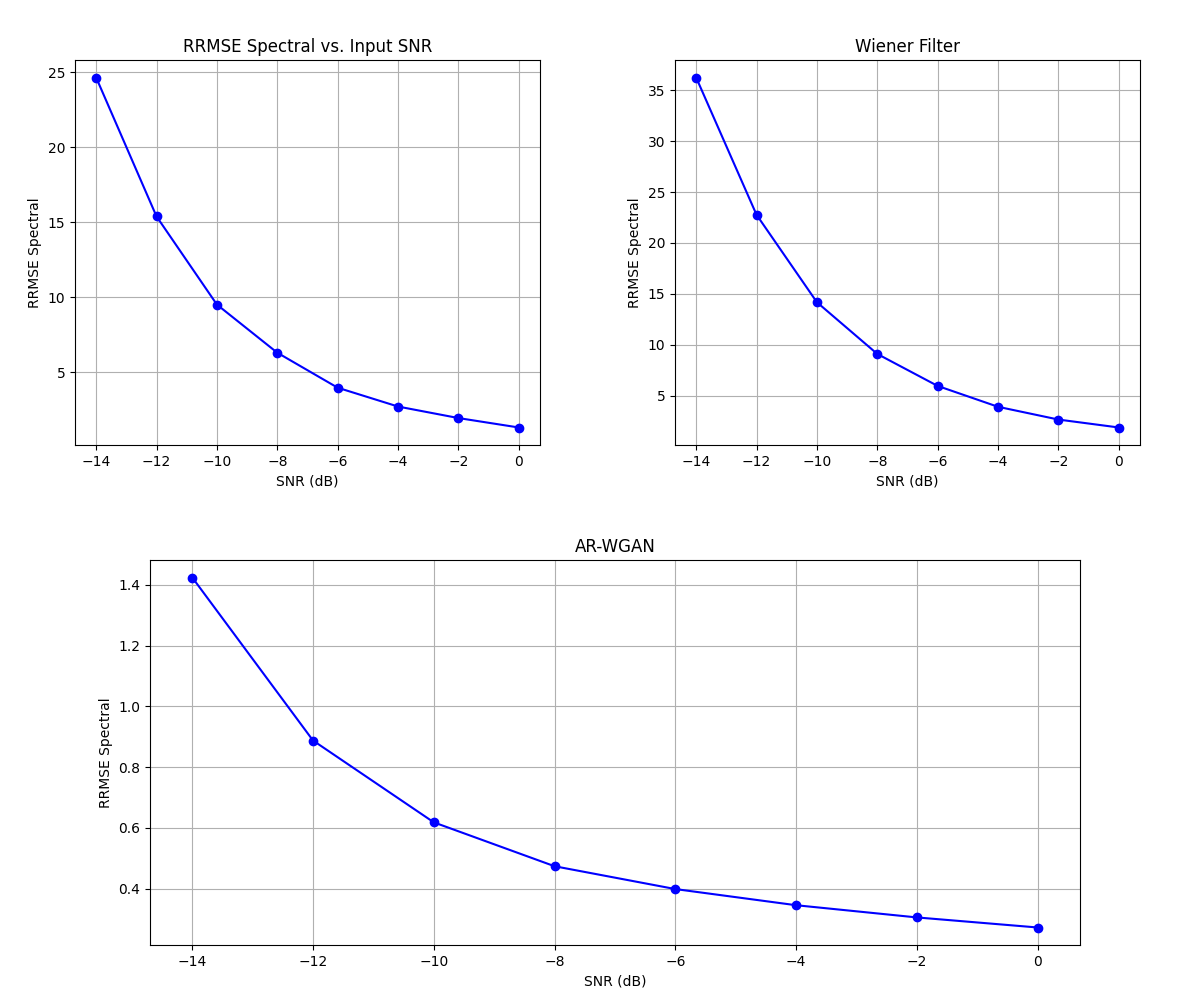 RRMSE Spectral vs. Input SNR
RRMSE Spectral
25
20
15
10
5
−14 −12 −10 −8 −6 −4 −2 0
SNR (dB)
Wiener Filter
RRMSE Spectral
35
30
25
20
15
10
5
−14 −12 −10 −8 −6 −4 −2 0
SNR (dB)
AR-WGAN
RRMSE Spectral
1.4
1.2
1.0
0.8
0.6
0.4
−14 −12 −10 −8 −6 −4 −2 0
SNR (dB)